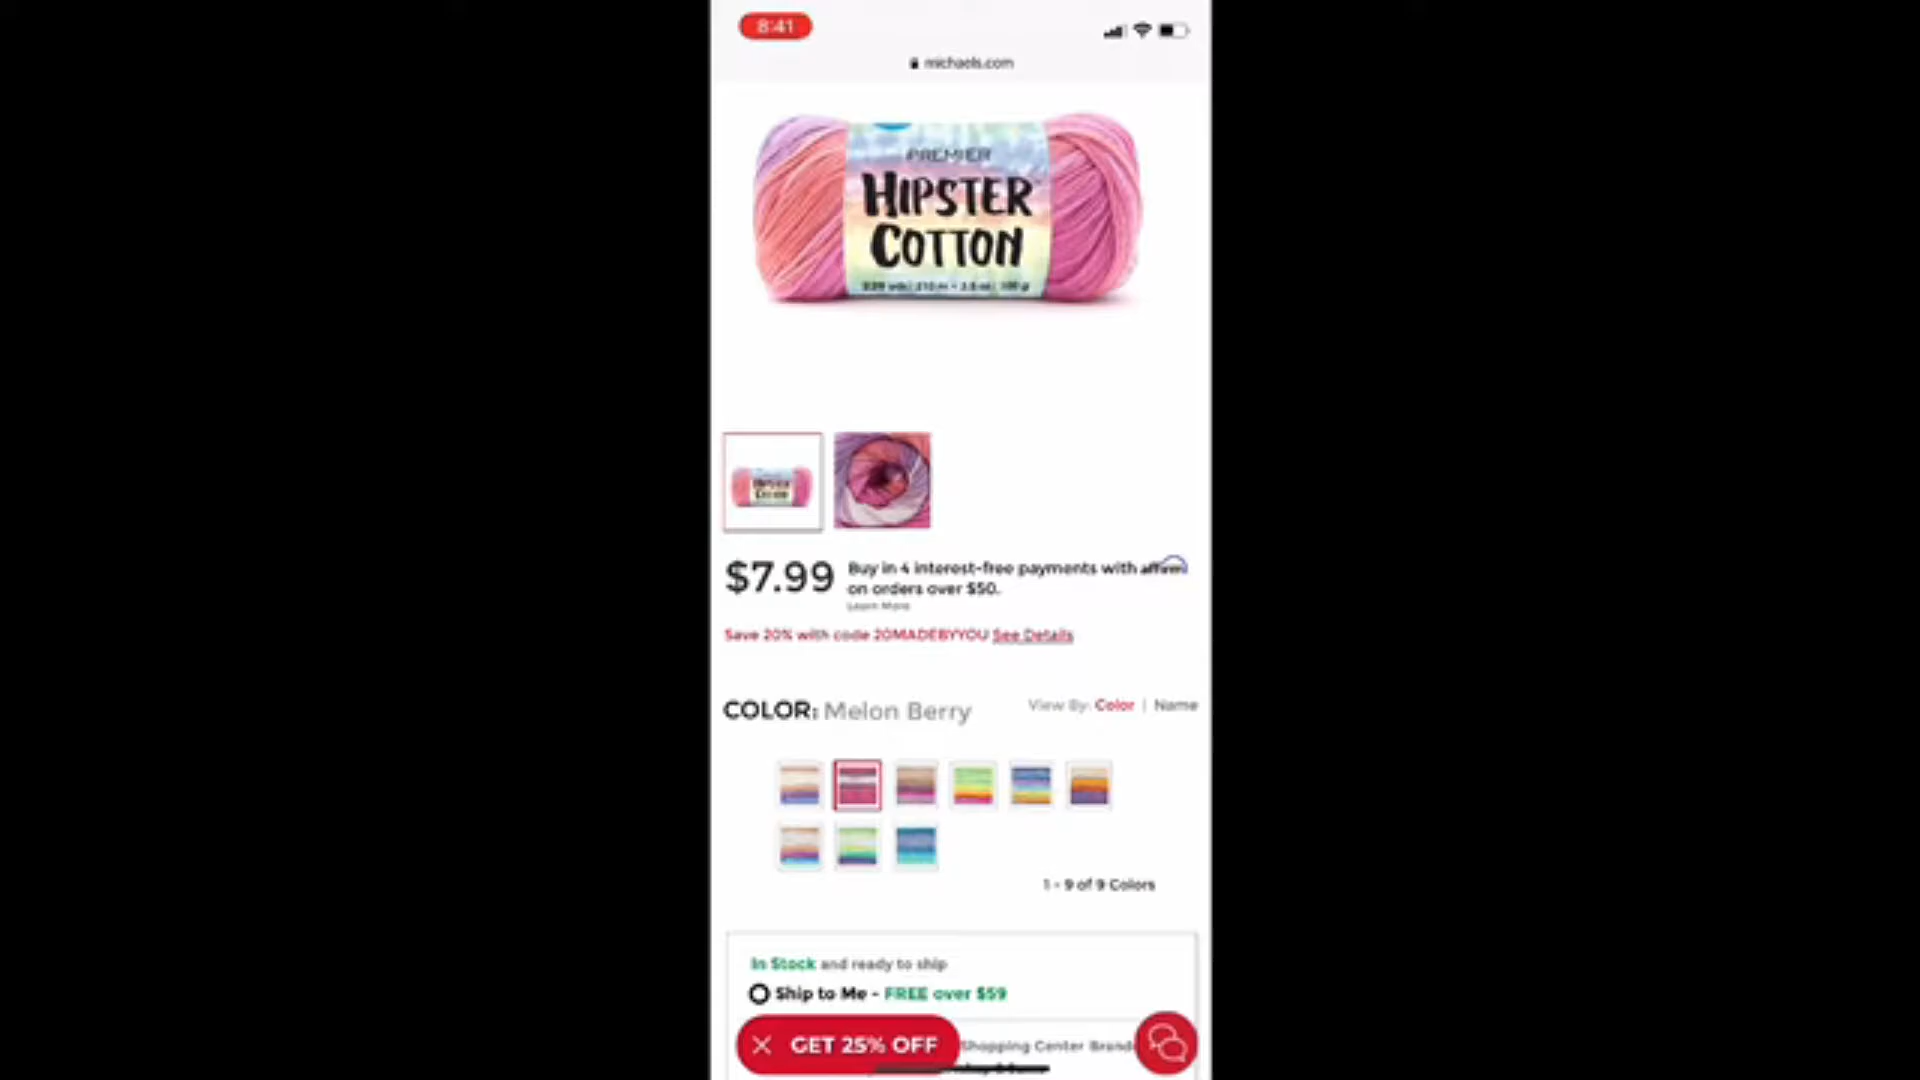 8:41
michaels.com
PREMIER
HIPSTER
COTTON
$7.99
Buy in 4 interest-free payments with affirm
on orders over $50.
Learn More
Save 20% with code 20MADEBYYOU See Details
COLOR: Melon Berry
View By: Color | Name
1 - 9 of 9 Colors
In Stock and ready to ship
Ship to Me - FREE over $59
GET 25% OFF
Shopping Center Brand